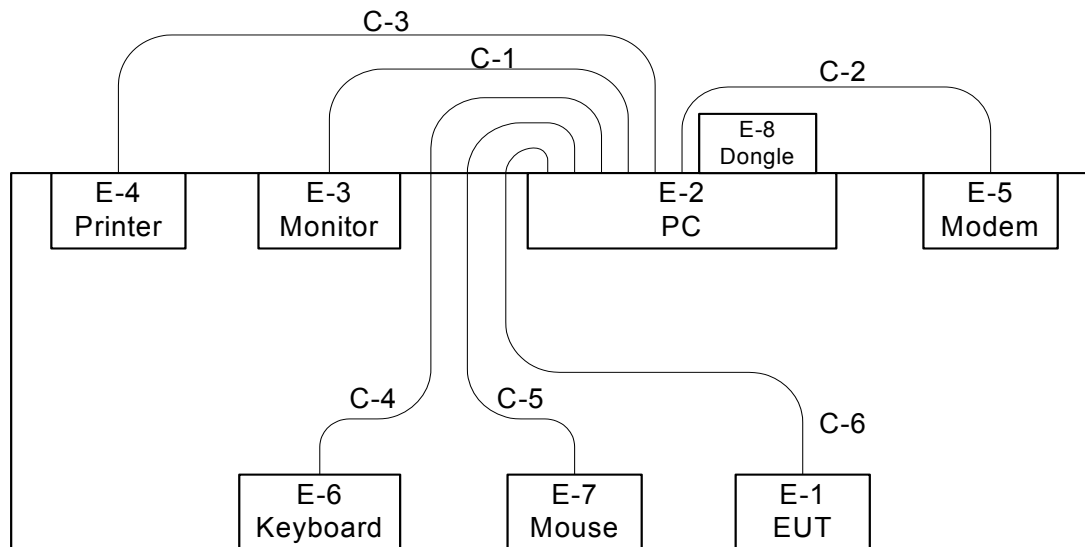 C-3
C-1
C-2
E-8
Dongle
E-4
Printer
E-3
Monitor
E-2
PC
E-5
Modem
C-4
C-5
C-6
E-6
Keyboard
E-7
Mouse
E-1
EUT